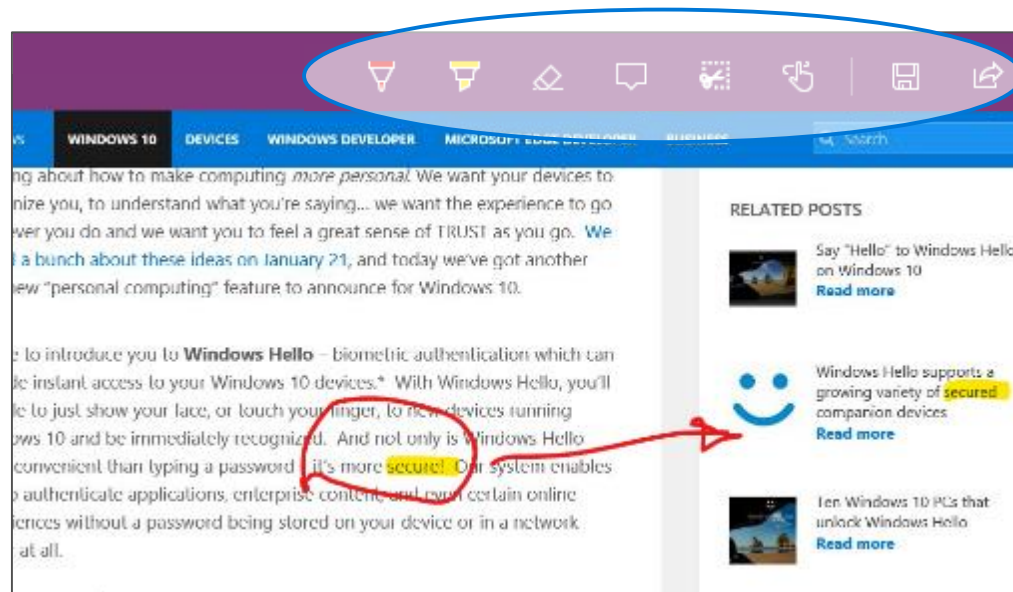 WINDOWS 10 DEVICES WINDOWS DEVELOPER MICROSOFT EDGE DEVELOPER BUSINESS Search
ng about how to make computing more personal. We want your devices to
nize you, to understand what you're saying... we want the experience to go
ever you do and we want you to feel a great sense of TRUST as you go. We
a bunch about these ideas on January 21, and today we've got another
new "personal computing" feature to announce for Windows 10.
e to introduce you to Windows Hello – biometric authentication which can
de instant access to your Windows 10 devices.* With Windows Hello, you'll
le to just show your face, or touch your finger, to new devices running
ows 10 and be immediately recognized. And not only is Windows Hello
convenient than typing a password it's more secure! Our system enables
o authenticate applications, enterprise content, and even certain online
iences without a password being stored on your device or in a network
at all.
RELATED POSTS
Say "Hello" to Windows Hello
on Windows 10
Read more
Windows Hello supports a
growing variety of secured
companion devices
Read more
Ten Windows 10 PCs that
unlock Windows Hello
Read more